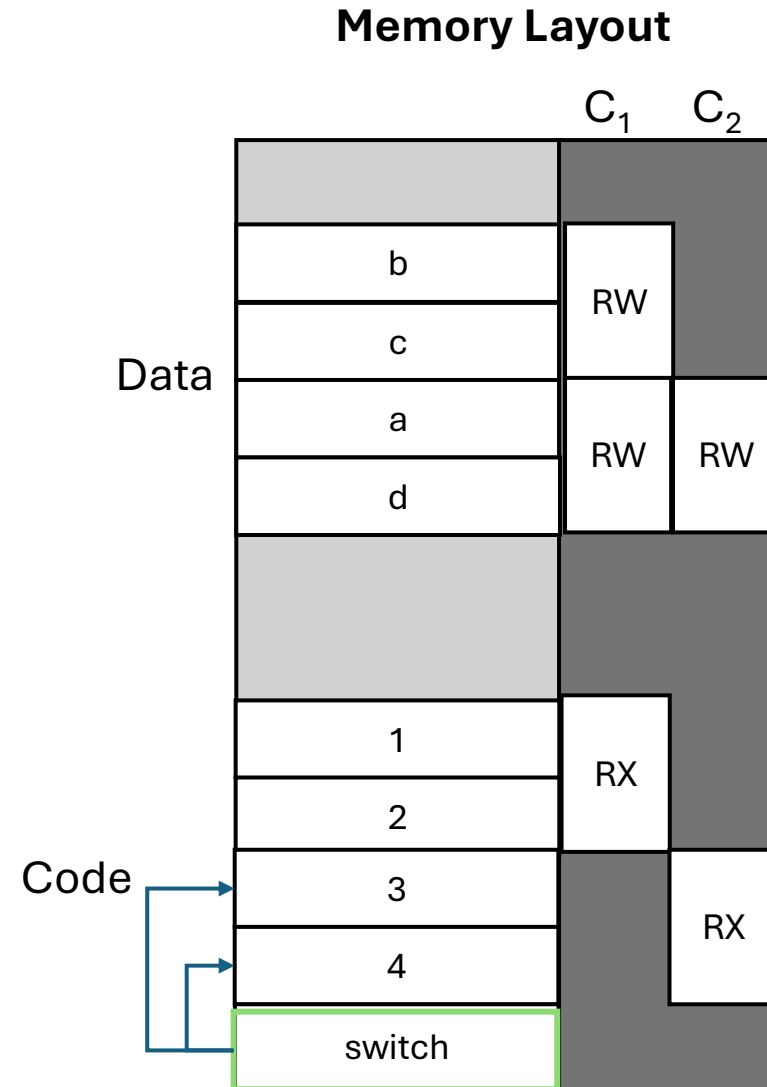 Memory Layout
C₁ C₂
b
RW
c
Data
a
RW RW
d
1
RX
2
Code
3
RX
4
switch